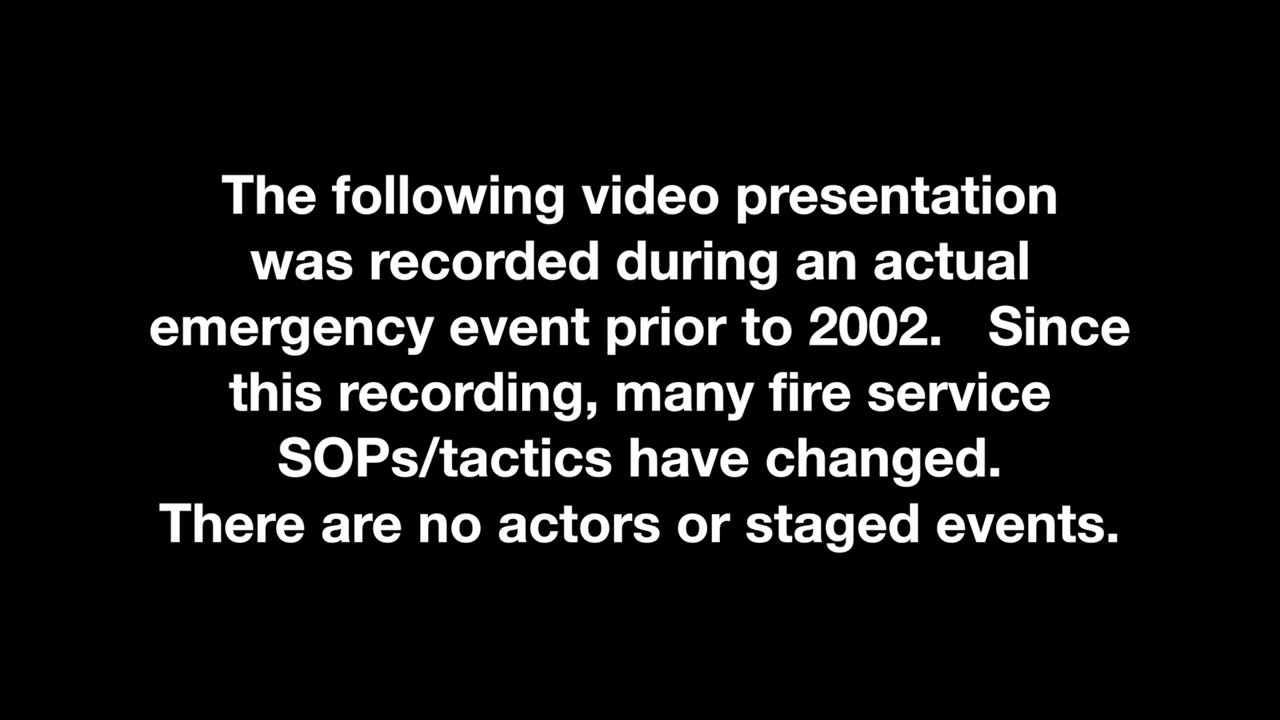 The following video presentation
was recorded during an actual
emergency event prior to 2002.   Since
this recording, many fire service
SOPs/tactics have changed.
There are no actors or staged events.